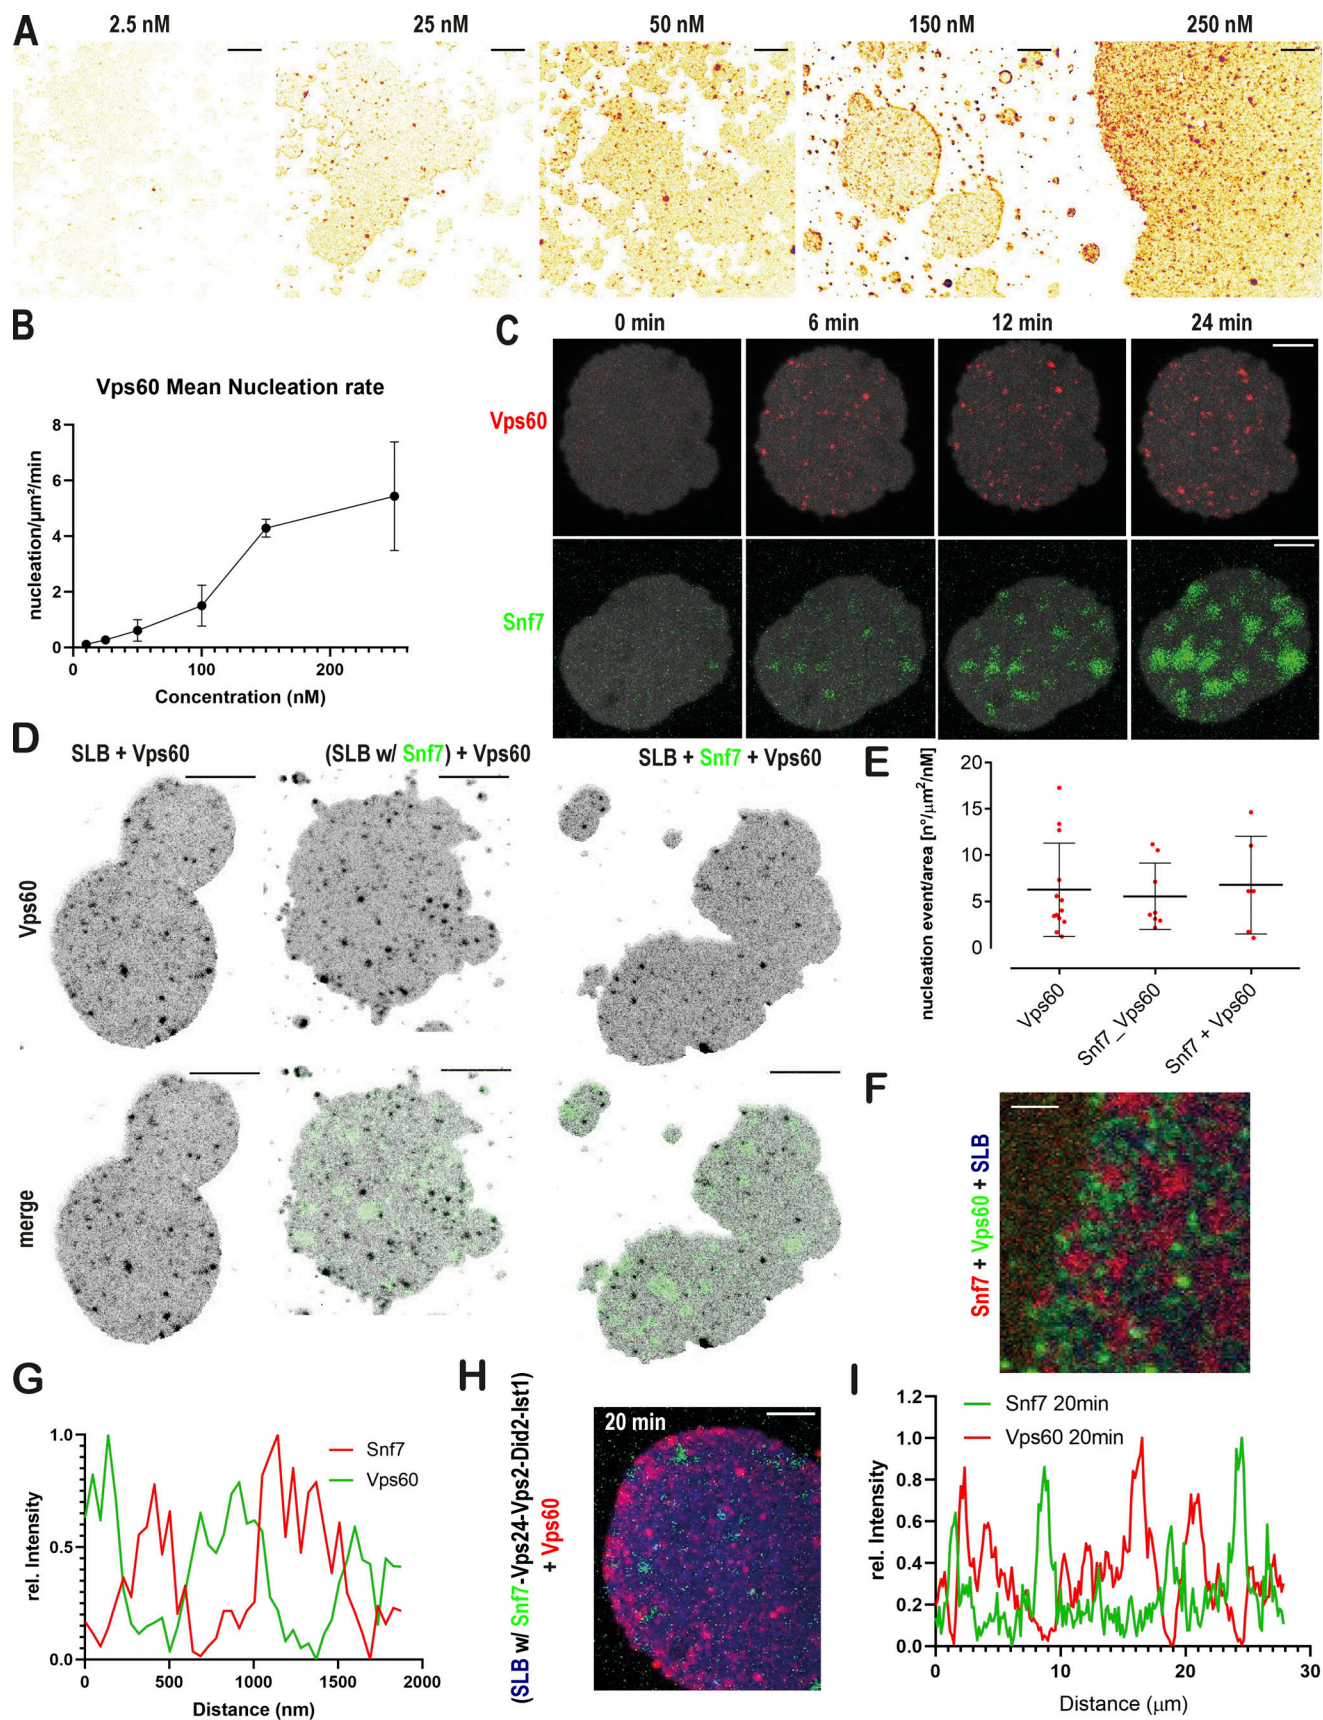 A
2.5 nM 25 nM 50 nM 150 nM 250 nM
B
Vps60 Mean Nucleation rate
nucleation/µm²/min
8
6
4
2
0
0 100 200
Concentration (nM)
C
0 min 6 min 12 min 24 min
Vps60
Snf7
D
SLB + Vps60 (SLB w/ Snf7) + Vps60 SLB + Snf7 + Vps60
Vps60
merge
E
nucleation event/area [n°/µm²/nM]
20
15
10
5
0
Vps60 Snf7_Vps60 Snf7 + Vps60
F
Snf7 + Vps60 + SLB
G
rel. Intensity
1.0
0.5
0.0
Snf7
Vps60
0 500 1000 1500 2000
Distance (nm)
H
(SLB w/ Snf7-Vps24-Vps2-Did2-Ist1)
+ Vps60
20 min
I
rel. Intensity
1.2
1.0
0.8
0.6
0.4
0.2
0.0
Snf7 20min
Vps60 20min
0 10 20 30
Distance (µm)